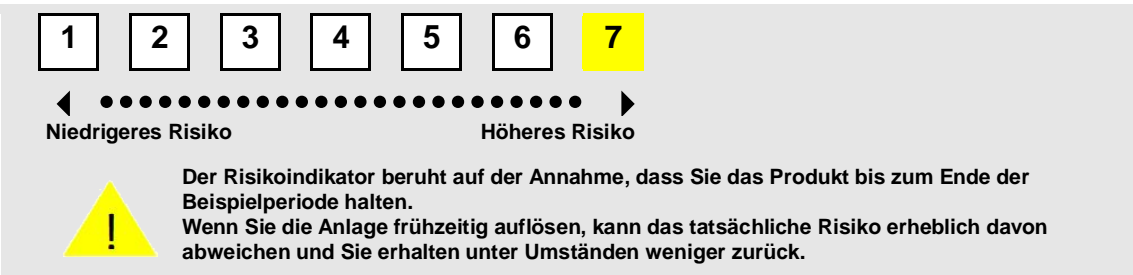 1 2 3 4 5 6 7
Niedrigeres Risiko Höheres Risiko
Der Risikoindikator beruht auf der Annahme, dass Sie das Produkt bis zum Ende der
Beispielperiode halten.
Wenn Sie die Anlage frühzeitig auflösen, kann das tatsächliche Risiko erheblich davon
abweichen und Sie erhalten unter Umständen weniger zurück.
!